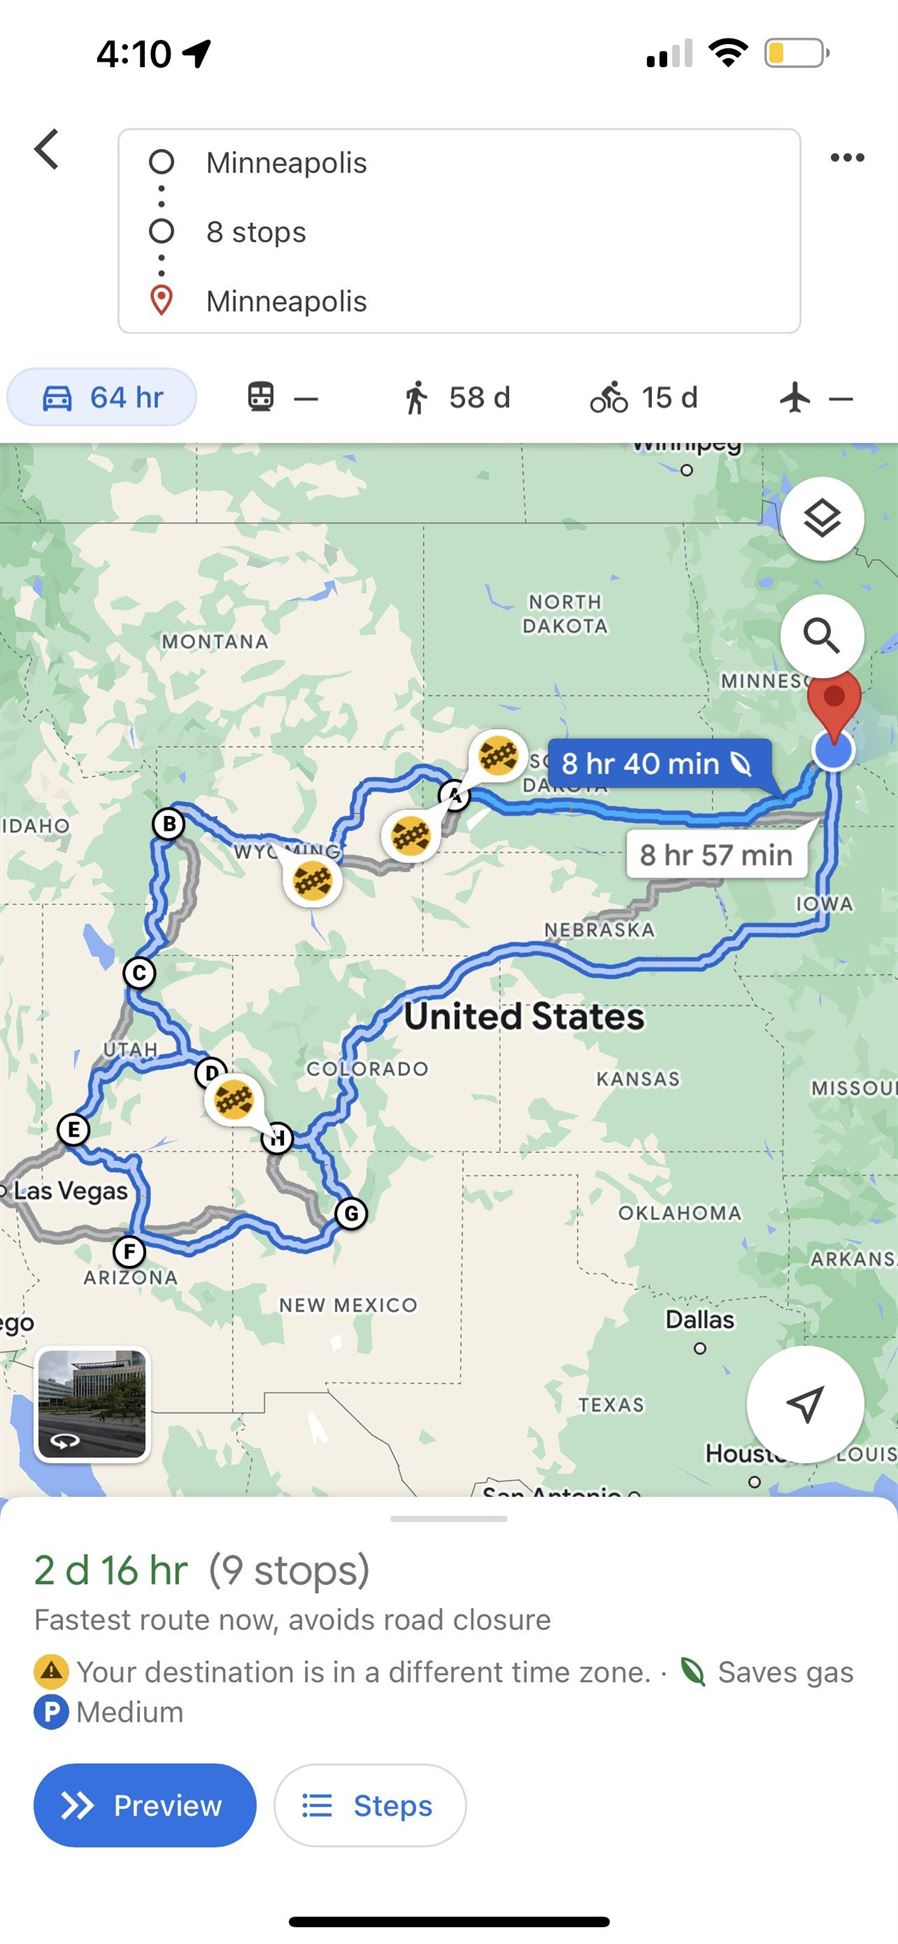 4:10
Minneapolis
8 stops
Minneapolis
64 hr
—
58 d
15 d
—
Winnipeg
NORTH
DAKOTA
MONTANA
MINNES
8 hr 40 min
DAKOTA
A
B
IDAHO
WYOMING
8 hr 57 min
IOWA
NEBRASKA
C
United States
UTAH
D
COLORADO
KANSAS
MISSOU
E
H
Las Vegas
G
OKLAHOMA
F
ARIZONA
ARKANS
NEW MEXICO
ego
Dallas
TEXAS
Houst
LOUIS
San Antonio
2 d 16 hr (9 stops)
Fastest route now, avoids road closure
Your destination is in a different time zone. · Saves gas
P Medium
Preview
Steps